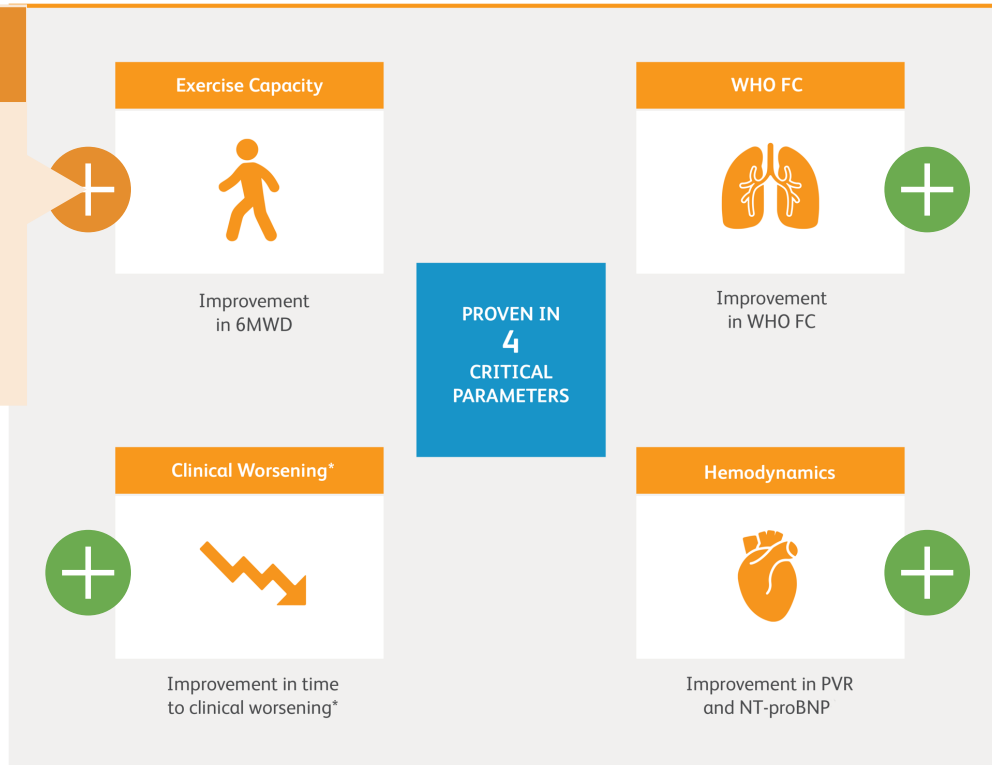 Exercise Capacity
Improvement
in 6MWD
WHO FC
Improvement
in WHO FC
PROVEN IN
4
CRITICAL
PARAMETERS
Clinical Worsening*
Improvement in time
to clinical worsening*
Hemodynamics
Improvement in PVR
and NT-proBNP